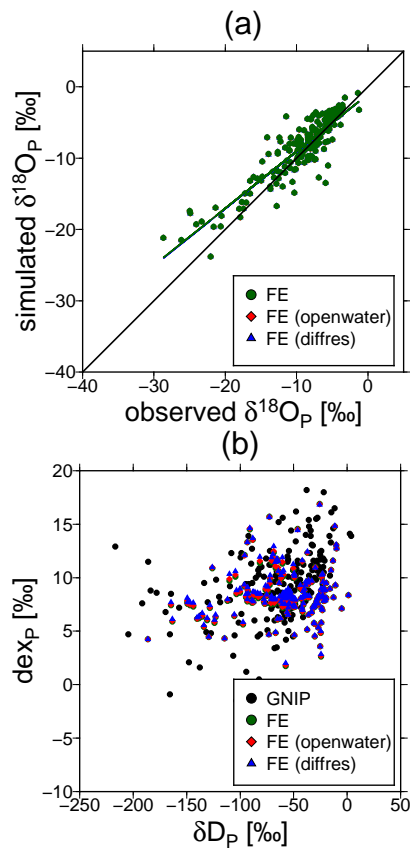 (a)
simulated δ¹⁸Oₚ [‰]
0
−10
−20
−30
−40
−40 −30 −20 −10 0
observed δ¹⁸Oₚ [‰]
FE
FE (openwater)
FE (diffres)
(b)
dexₚ [‰]
20
15
10
5
0
−5
−10
−250 −200 −150 −100 −50 0 50
δDₚ [‰]
GNIP
FE
FE (openwater)
FE (diffres)